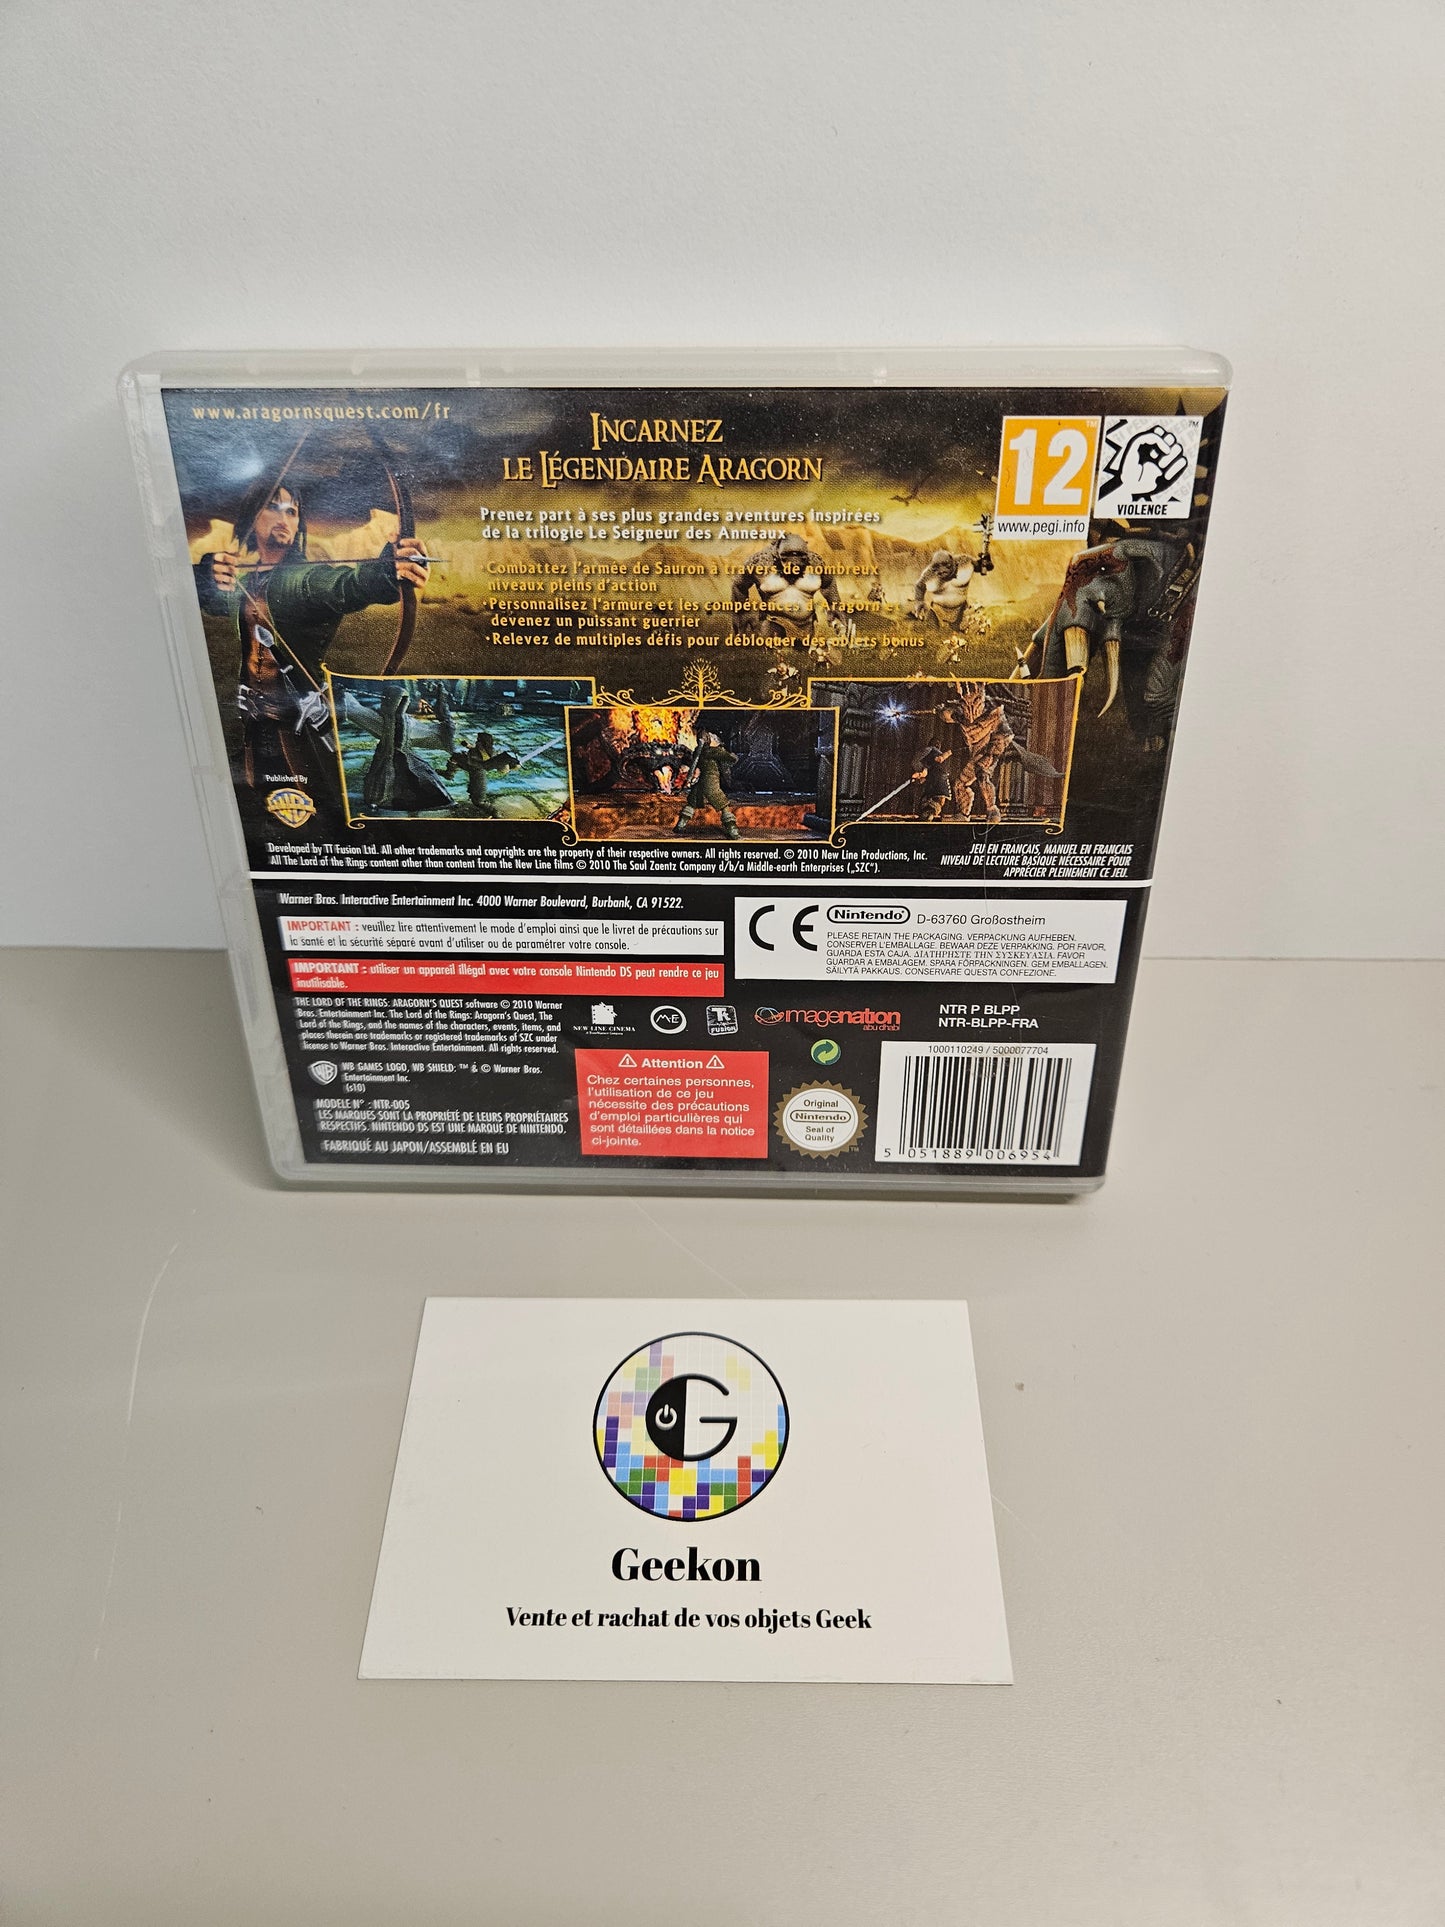 www.aragornsquest.com/fr
INCARNEZ
LE LÉGENDAIRE ARAGORN
12
www.pegi.info
VIOLENCE
Prenez part à ses plus grandes aventures inspirées
de la trilogie Le Seigneur des Anneaux
•Combattez l'armée de Sauron à travers de nombreux
niveaux pleins d'action
•Personnalisez l'armure et les compétences d'Aragorn et
devenez un puissant guerrier
•Relevez de multiples défis pour débloquer des objets bonus
Published By
WB
Developed by TT Fusion Ltd. All other trademarks and copyrights are the property of their respective owners. All rights reserved. © 2010 New Line Productions, Inc.
All The Lord of the Rings content other than content from the New Line films © 2010 The Saul Zaentz Company d/b/a Middle-earth Enterprises („SZC").
JEU EN FRANÇAIS, MANUEL EN FRANÇAIS
NIVEAU DE LECTURE BASIQUE NÉCESSAIRE POUR
APPRÉCIER PLEINEMENT CE JEU.
Warner Bros. Interactive Entertainment Inc. 4000 Warner Boulevard, Burbank, CA 91522.
IMPORTANT : veuillez lire attentivement le mode d'emploi ainsi que le livret de précautions sur
la santé et la sécurité séparé avant d'utiliser ou de paramétrer votre console.
IMPORTANT : utiliser un appareil illégal avec votre console Nintendo DS peut rendre ce jeu
inutilisable.
CE Nintendo D-63760 Großostheim
PLEASE RETAIN THE PACKAGING. VERPACKUNG AUFHEBEN.
CONSERVER L'EMBALLAGE. BEWAAR DEZE VERPAKKING. POR FAVOR,
GUARDA ESTA CAJA. ΔΙΑΤΗΡΗΣΤΕ ΤΗΝ ΣΥΣΚΕΥΑΣΙΑ. FAVOR
GUARDAR A EMBALAGEM. SPARA FÖRPACKNINGEN. GEM EMBALLAGEN.
SÄILYTÄ PAKKAUS. CONSERVARE QUESTA CONFEZIONE.
THE LORD OF THE RINGS: ARAGORN'S QUEST software © 2010 Warner
Bros. Entertainment Inc. The Lord of the Rings: Aragorn's Quest, The
Lord of the Rings, and the names of the characters, events, items, and
places therein are trademarks or registered trademarks of SZC under
license to Warner Bros. Interactive Entertainment. All rights reserved.
NEW LINE CINEMA
M·E
Tt
FUSION
imagenation
abu dhabi
NTR P BLPP
NTR-BLPP-FRA
WB GAMES LOGO, WB SHIELD: ™ & © Warner Bros.
Entertainment Inc.
(s10)
MODELE N° : NTR-005
LES MARQUES SONT LA PROPRIÉTÉ DE LEURS PROPRIÉTAIRES
RESPECTIFS. NINTENDO DS EST UNE MARQUE DE NINTENDO.
FABRIQUÉ AU JAPON/ASSEMBLÉ EN EU
Attention
Chez certaines personnes,
l'utilisation de ce jeu
nécessite des précautions
d'emploi particulières qui
sont détaillées dans la notice
ci-jointe.
Original
Nintendo
Seal of
Quality
1000110249 / 5000077704
5 051889 006954
G
Geekon
Vente et rachat de vos objets Geek